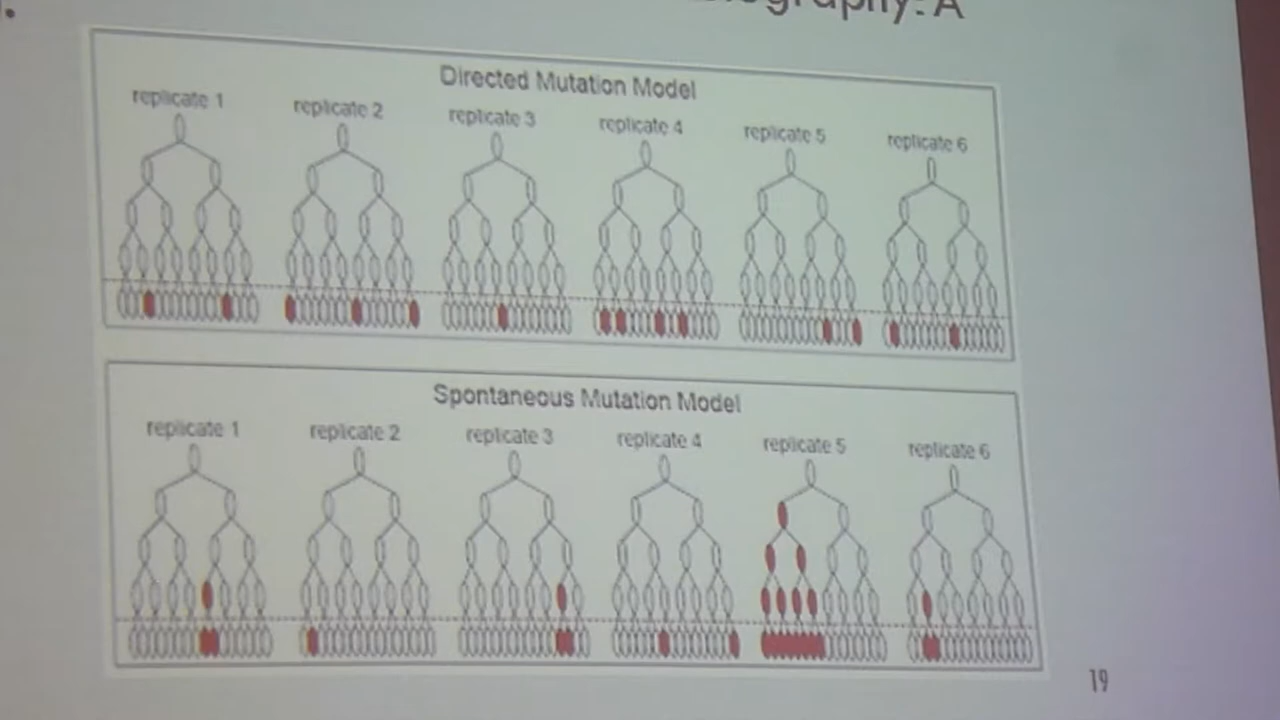 Directed Mutation Model
replicate 1 replicate 2 replicate 3 replicate 4 replicate 5 replicate 6
Spontaneous Mutation Model
replicate 1 replicate 2 replicate 3 replicate 4 replicate 5 replicate 6
19